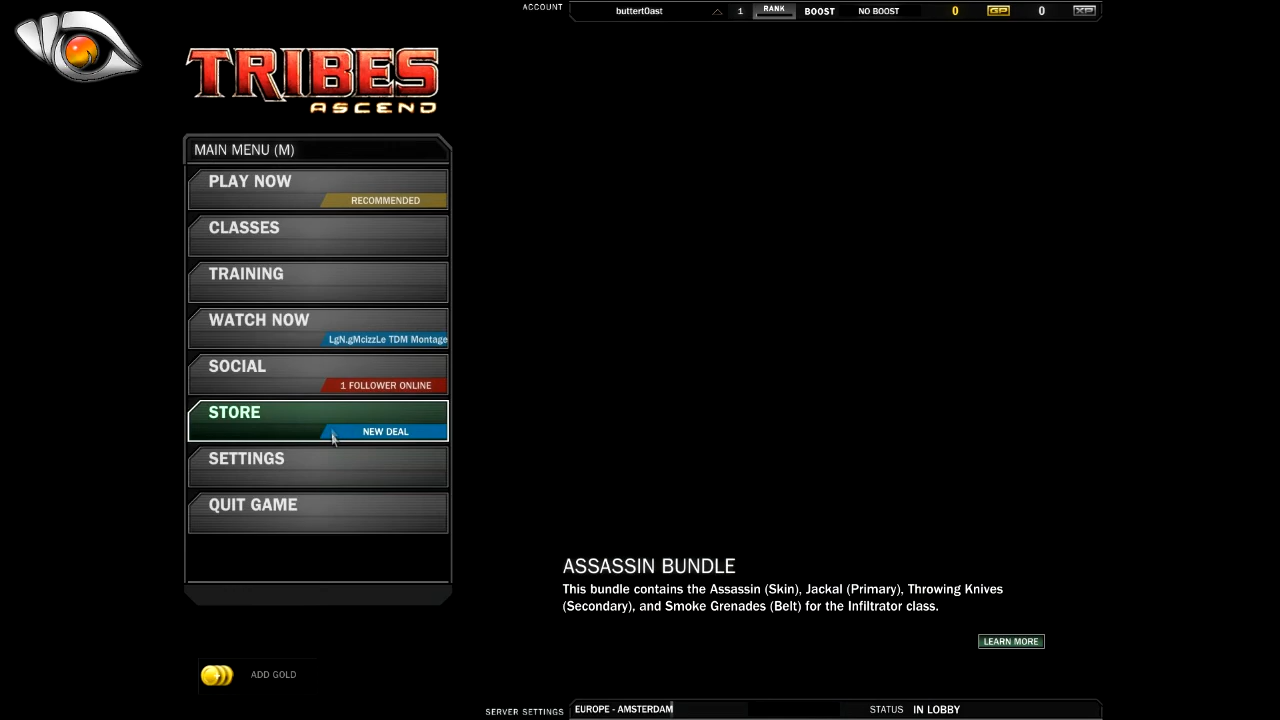 ACCOUNT
buttert0ast
1
RANK
BOOST
NO BOOST
0
GP
0
XP
TRIBES
ASCEND
MAIN MENU (M)
PLAY NOW
RECOMMENDED
CLASSES
TRAINING
WATCH NOW
LgN.gMcizzLe TDM Montage
SOCIAL
1 FOLLOWER ONLINE
STORE
NEW DEAL
SETTINGS
QUIT GAME
ASSASSIN BUNDLE
This bundle contains the Assassin (Skin), Jackal (Primary), Throwing Knives
(Secondary), and Smoke Grenades (Belt) for the Infiltrator class.
LEARN MORE
ADD GOLD
SERVER SETTINGS
EUROPE - AMSTERDAM
STATUS
IN LOBBY